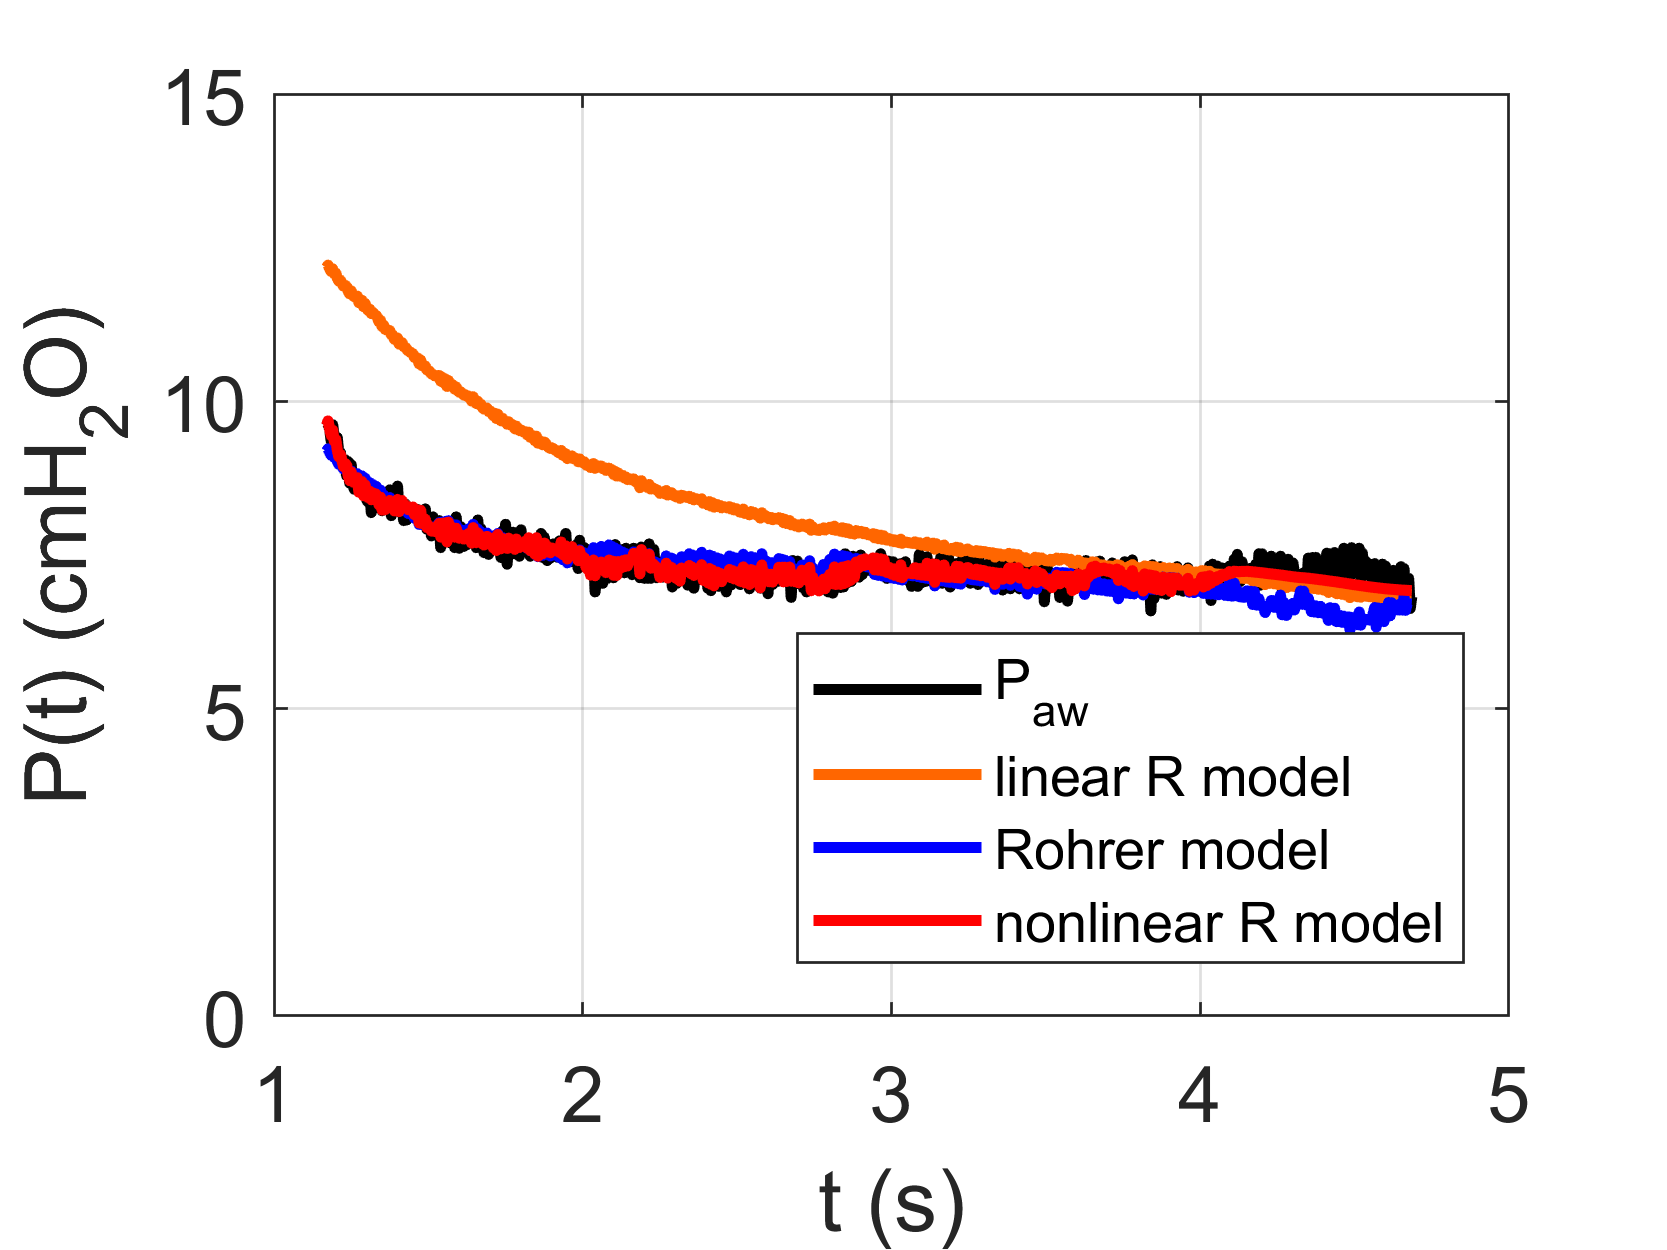 15
10
5
0
P(t) (cmH2O)
Paw
linear R model
Rohrer model
nonlinear R model
1 2 3 4 5
t (s)